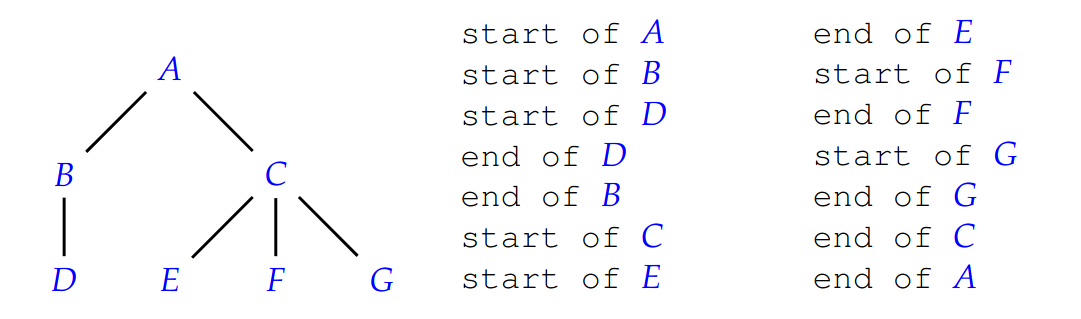 A
B C
D E F G
start of A
start of B
start of D
end of D
end of B
start of C
start of E
end of E
start of F
end of F
start of G
end of G
end of C
end of A